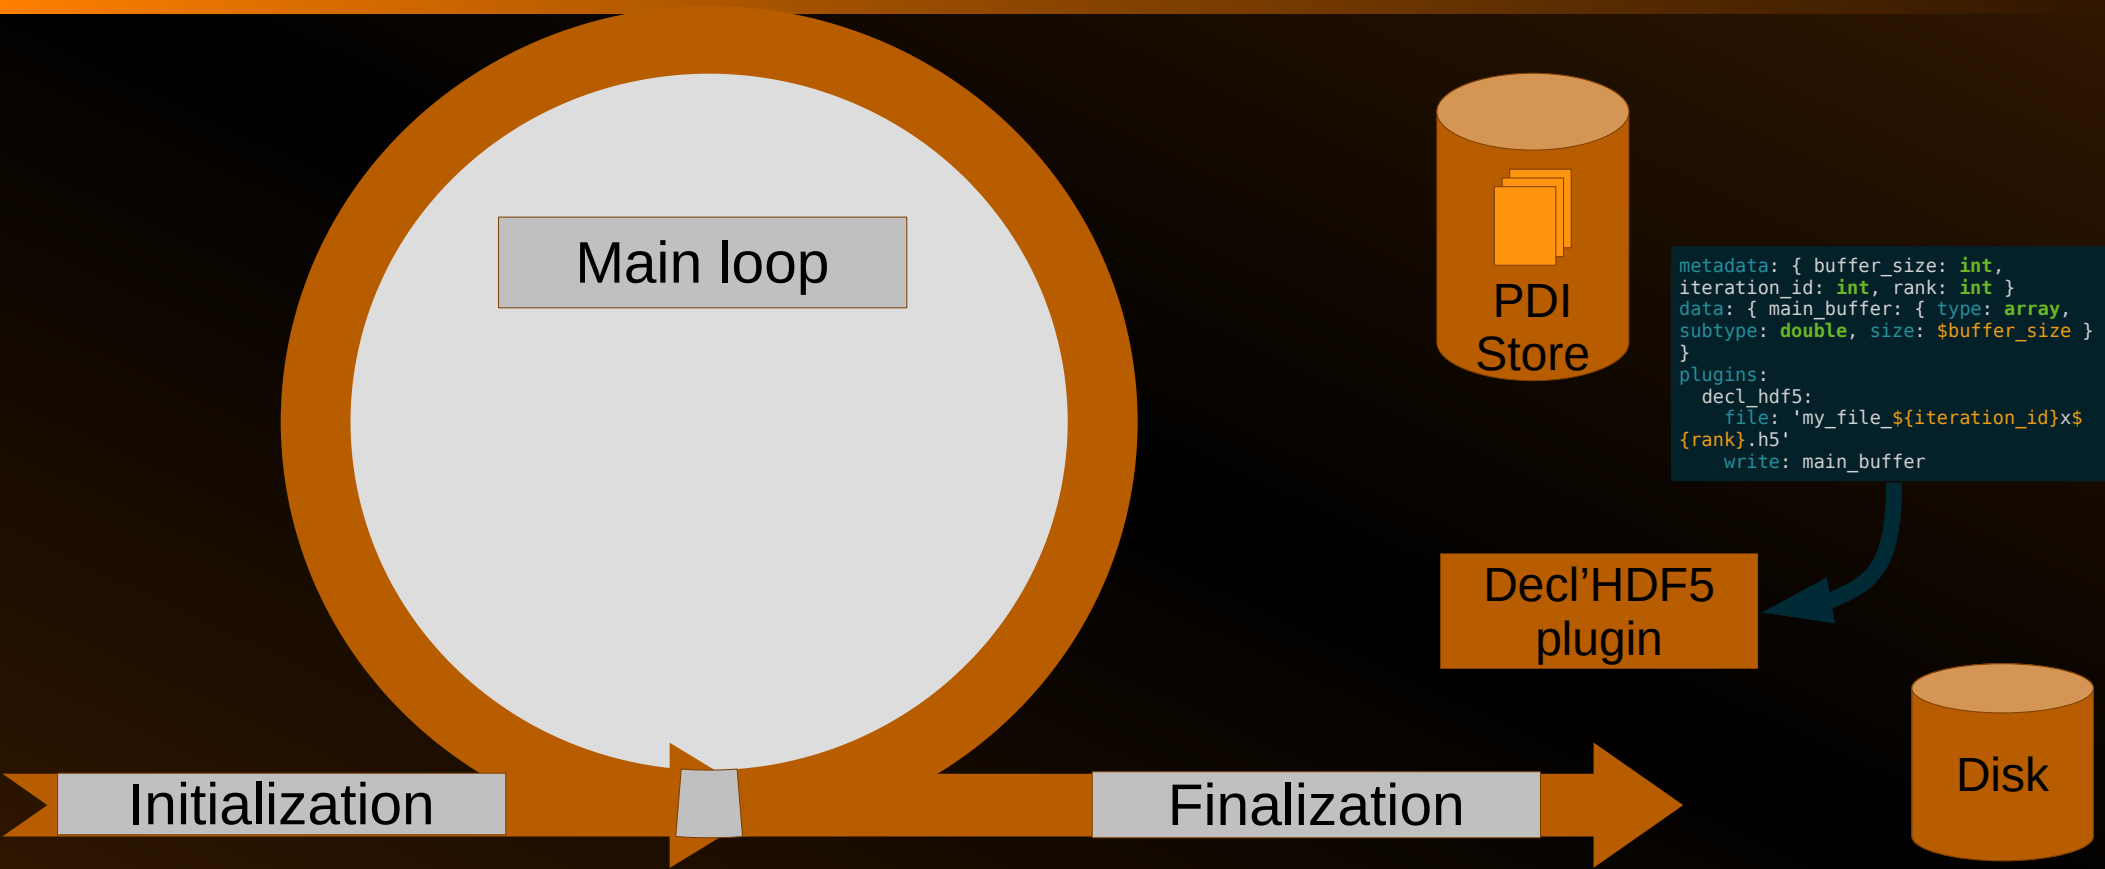 Main loop
PDI
Store
metadata: { buffer_size: int,
iteration_id: int, rank: int }
data: { main_buffer: { type: array,
subtype: double, size: $buffer_size }
}
plugins:
  decl_hdf5:
    file: 'my_file_${iteration_id}x$
{rank}.h5'
    write: main_buffer
Decl’HDF5
plugin
Disk
Initialization
Finalization